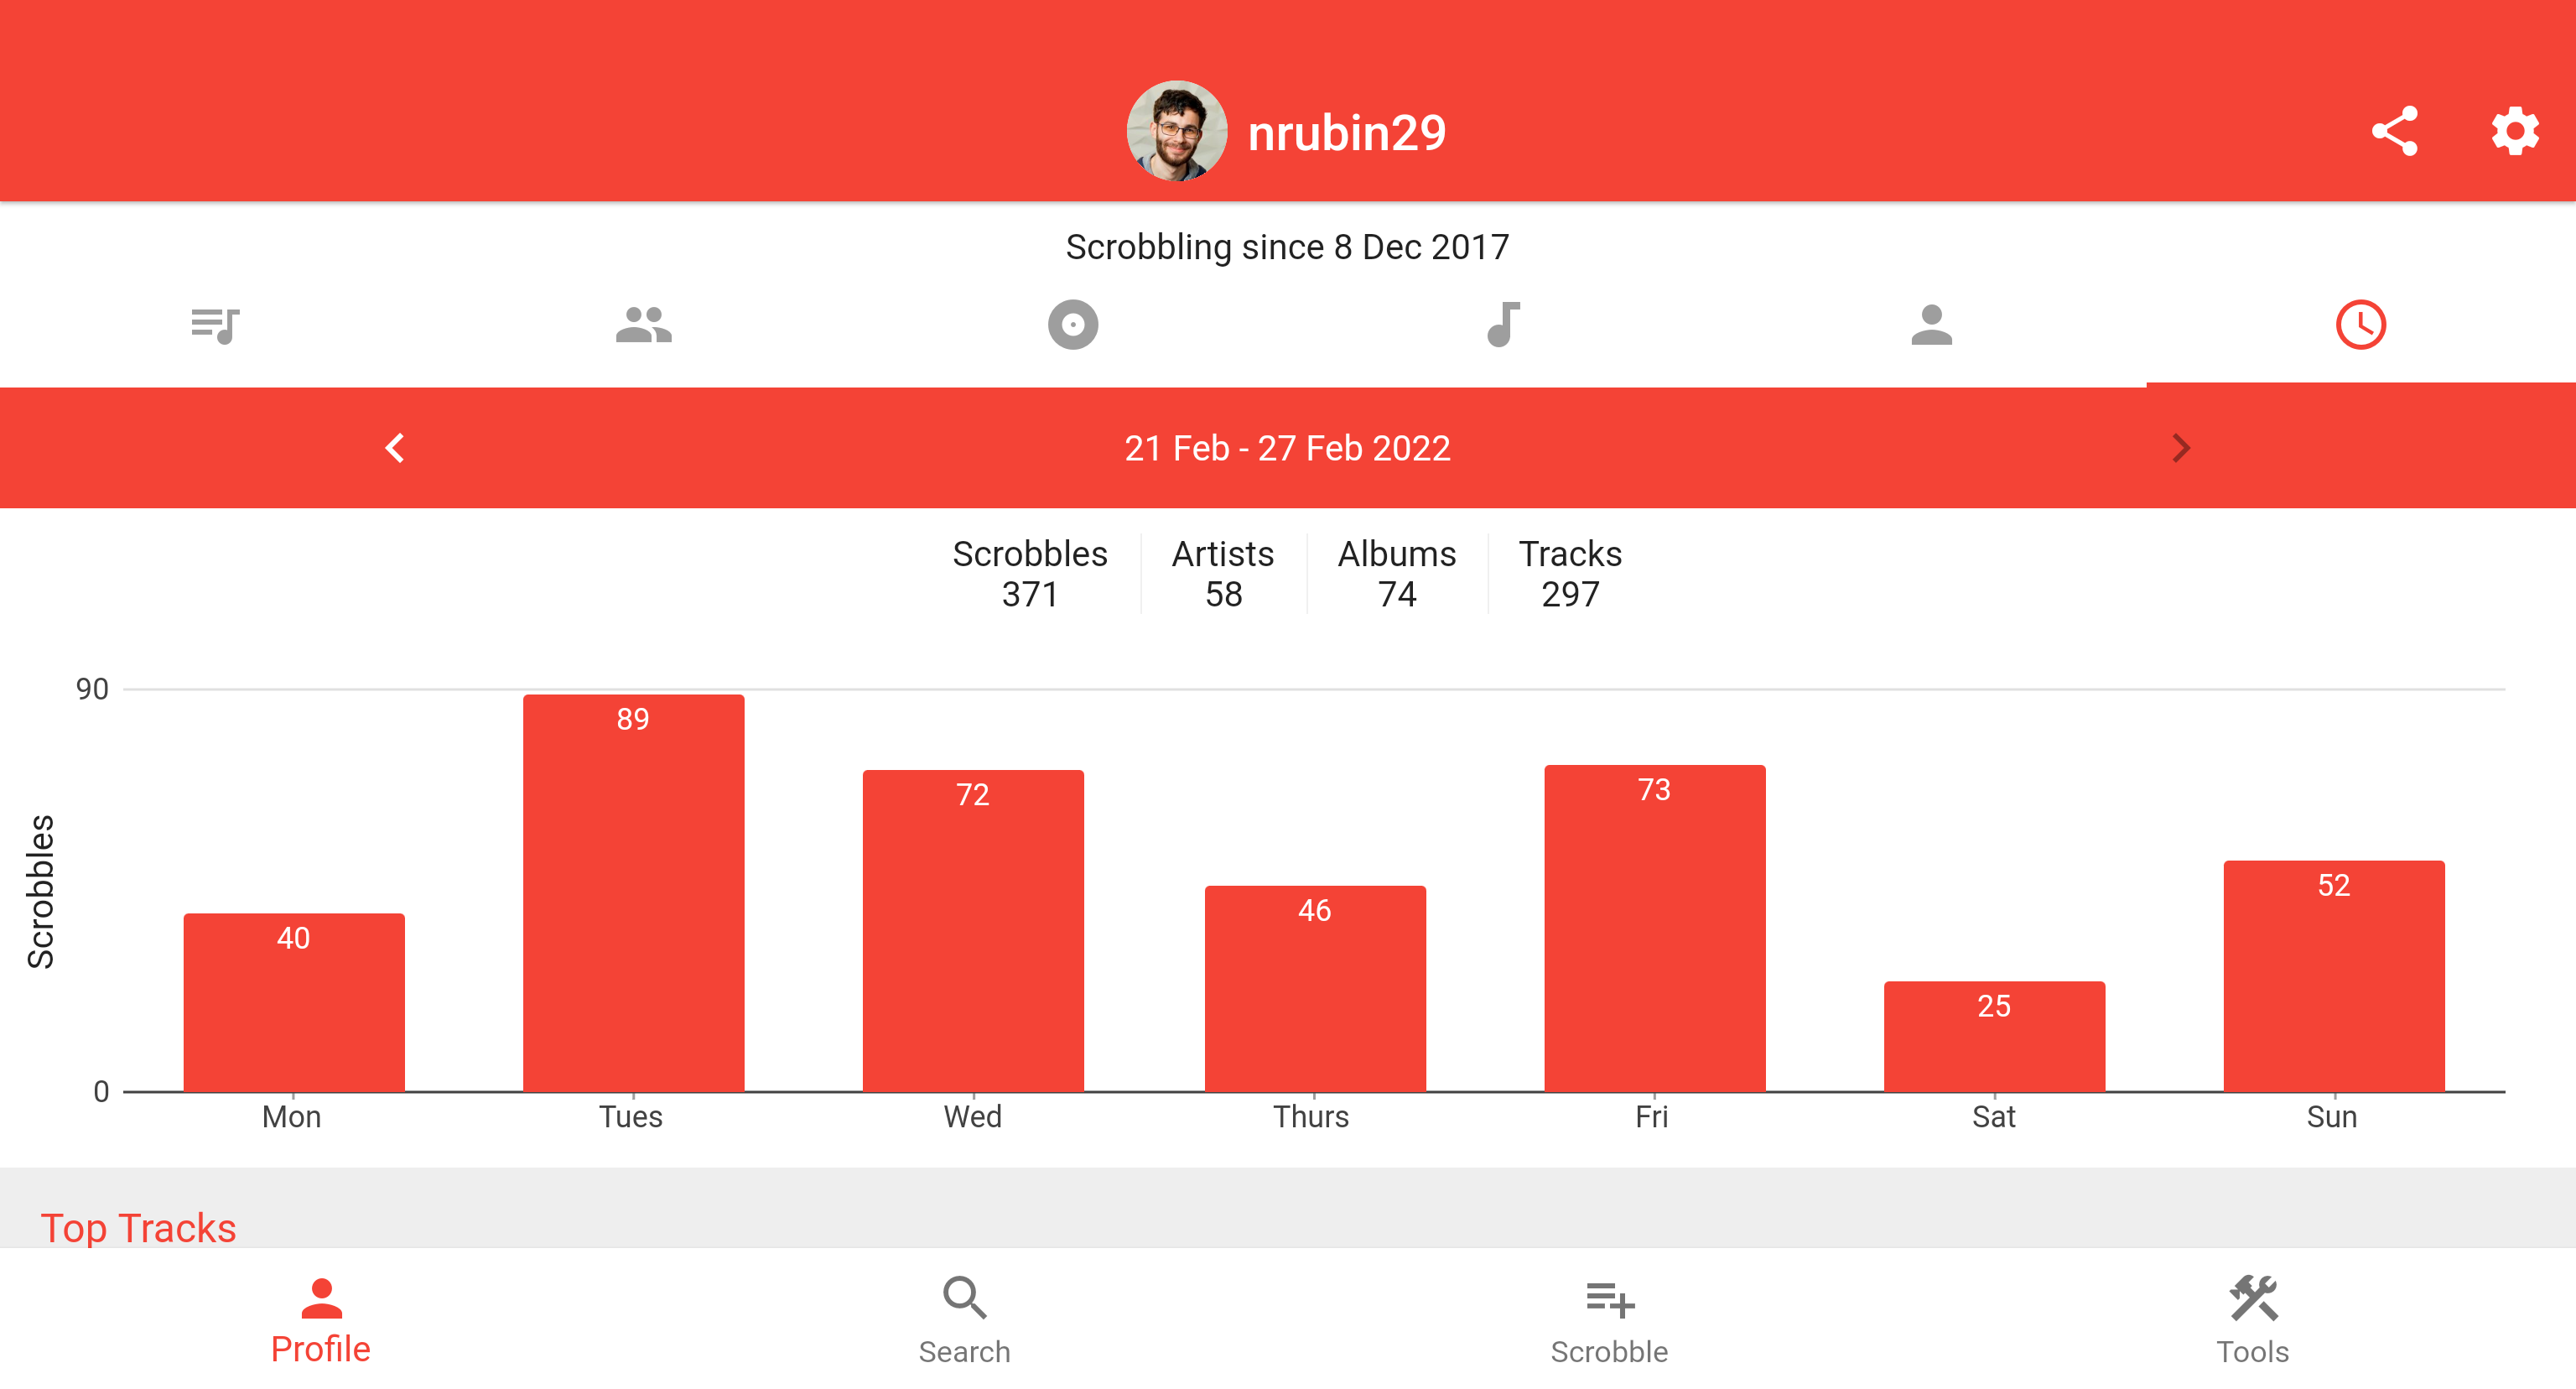 nrubin29
Scrobbling since 8 Dec 2017
21 Feb - 27 Feb 2022
Scrobbles Artists Albums Tracks
371 58 74 297
90
89
72
73
52
46
40
25
Scrobbles
0
Mon Tues Wed Thurs Fri Sat Sun
Top Tracks
Profile Search Scrobble Tools